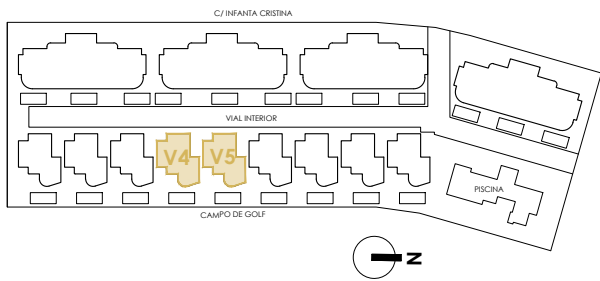 C/ INFANTA CRISTINA
VIAL INTERIOR
V4 V5
PISCINA
CAMPO DE GOLF
N